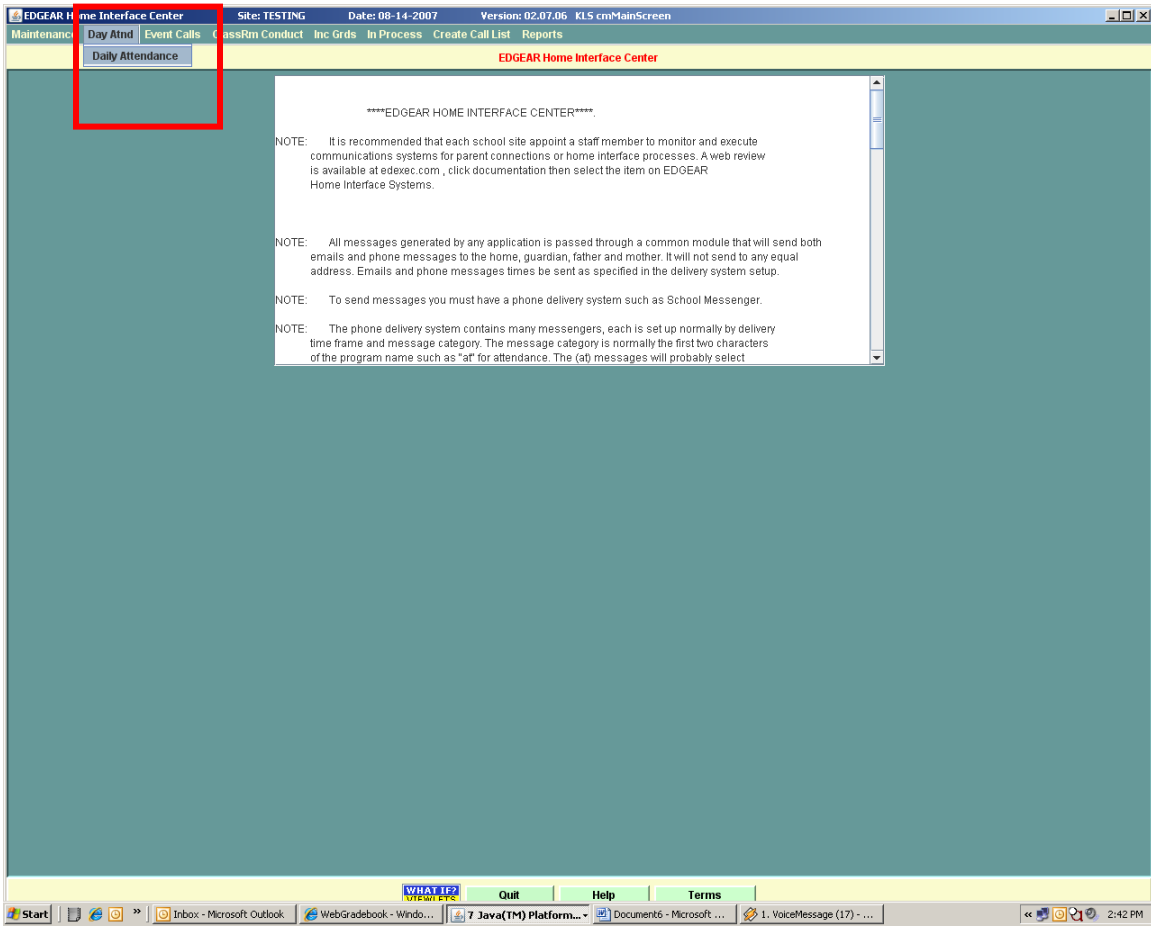 EDGEAR Home Interface Center Site: TESTING Date: 08-14-2007 Version: 02.07.06 KLS cmMainScreen
Maintenance Day Atnd Event Calls ClassRm Conduct Inc Grds In Process Create Call List Reports
Daily Attendance
EDGEAR Home Interface Center
****EDGEAR HOME INTERFACE CENTER****.
NOTE: It is recommended that each school site appoint a staff member to monitor and execute
communications systems for parent connections or home interface processes. A web review
is available at edexec.com , click documentation then select the item on EDGEAR
Home Interface Systems.
NOTE: All messages generated by any application is passed through a common module that will send both
emails and phone messages to the home, guardian, father and mother. It will not send to any equal
address. Emails and phone messages times be sent as specified in the delivery system setup.
NOTE: To send messages you must have a phone delivery system such as School Messenger.
NOTE: The phone delivery system contains many messengers, each is set up normally by delivery
time frame and message category. The message category is normally the first two characters
of the program name such as "at" for attendance. The (at) messages will probably select
WHAT IF?
VIEWLETS
Quit Help Terms
Start » Inbox - Microsoft Outlook WebGradebook - Windo... 7 Java(TM) Platform... Document6 - Microsoft ... 1. VoiceMessage (17) - ... « 2:42 PM